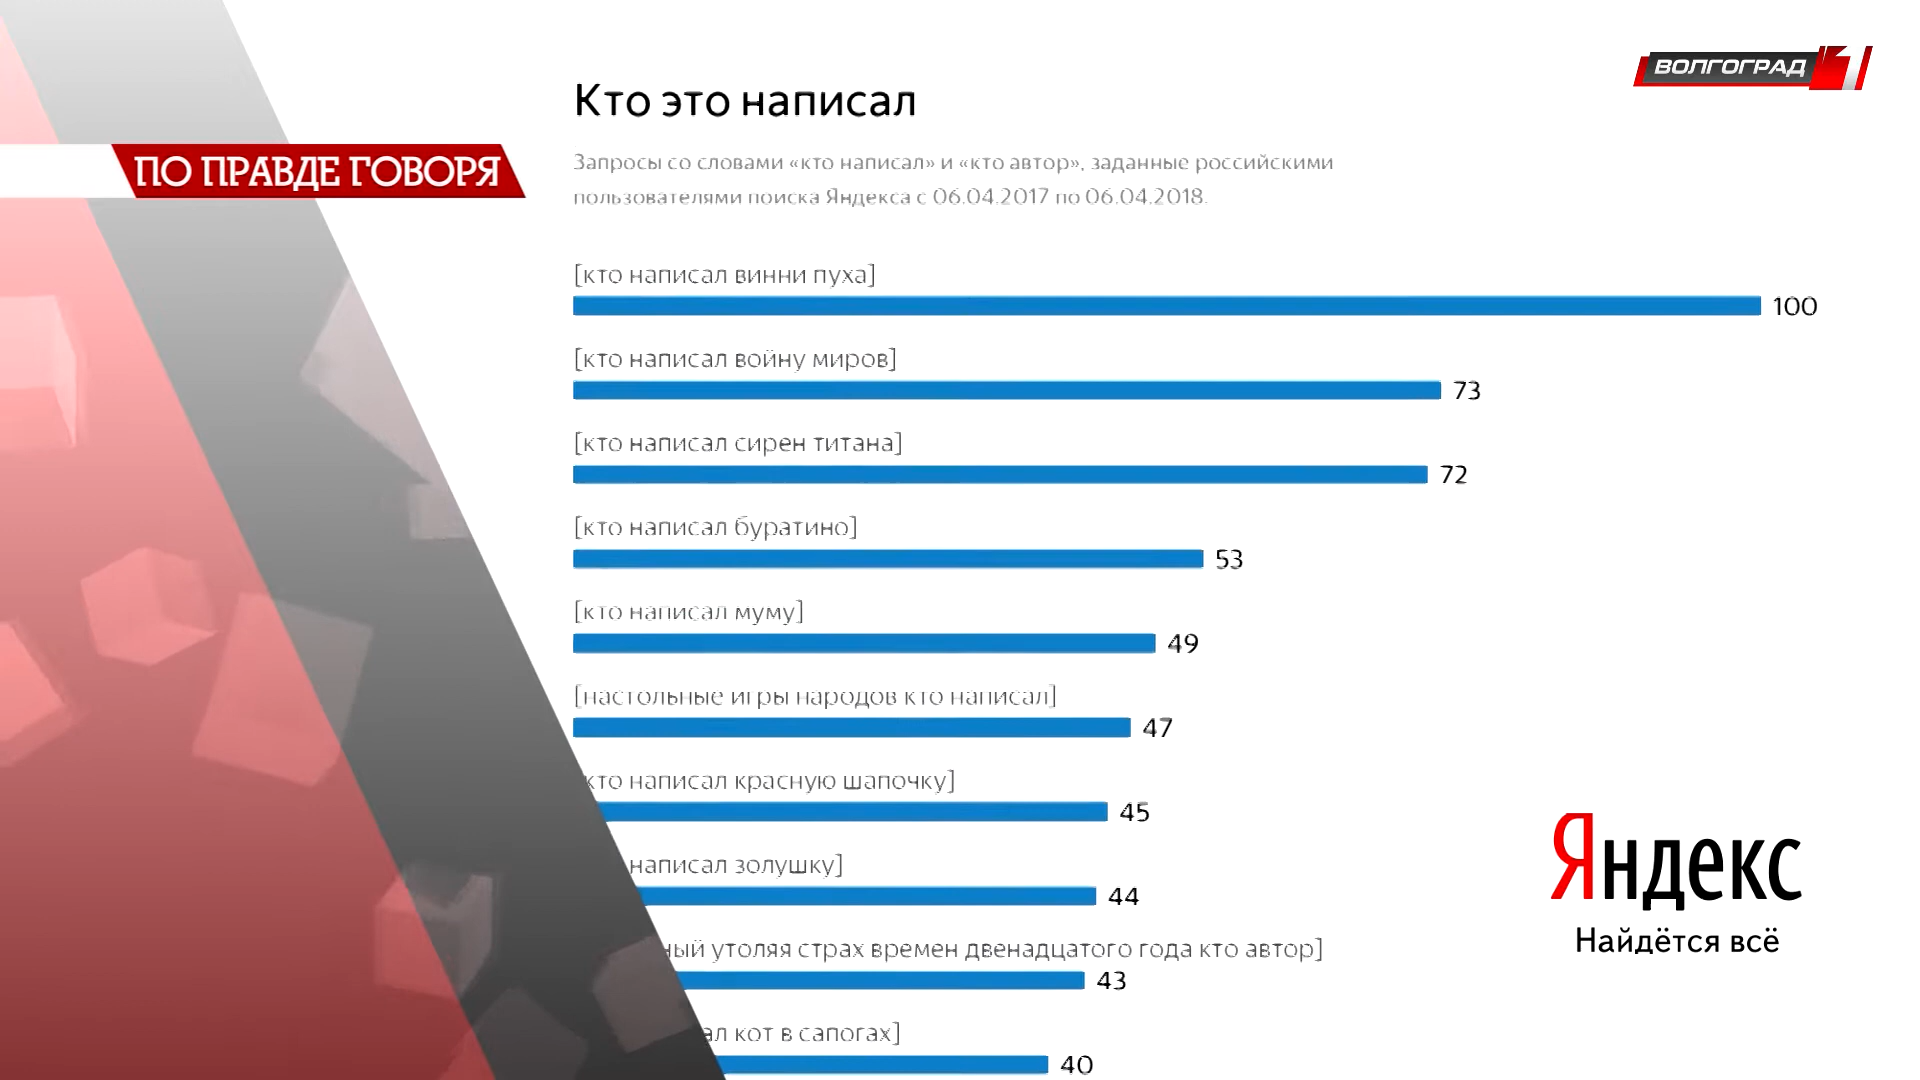 ВОЛГОГРАД 1
ПО ПРАВДЕ ГОВОРЯ
Кто это написал
Запросы со словами «кто написал» и «кто автор», заданные российскими
пользователями поиска Яндекса с 06.04.2017 по 06.04.2018.
[кто написал винни пуха]
100
[кто написал войну миров]
73
[кто написал сирен титана]
72
[кто написал буратино]
53
[кто написал муму]
49
[настольные игры народов кто написал]
47
кто написал красную шапочку]
45
написал золушку]
44
утоляя страх времен двенадцатого года кто автор]
43
кот в сапогах]
40
Яндекс
Найдётся всё